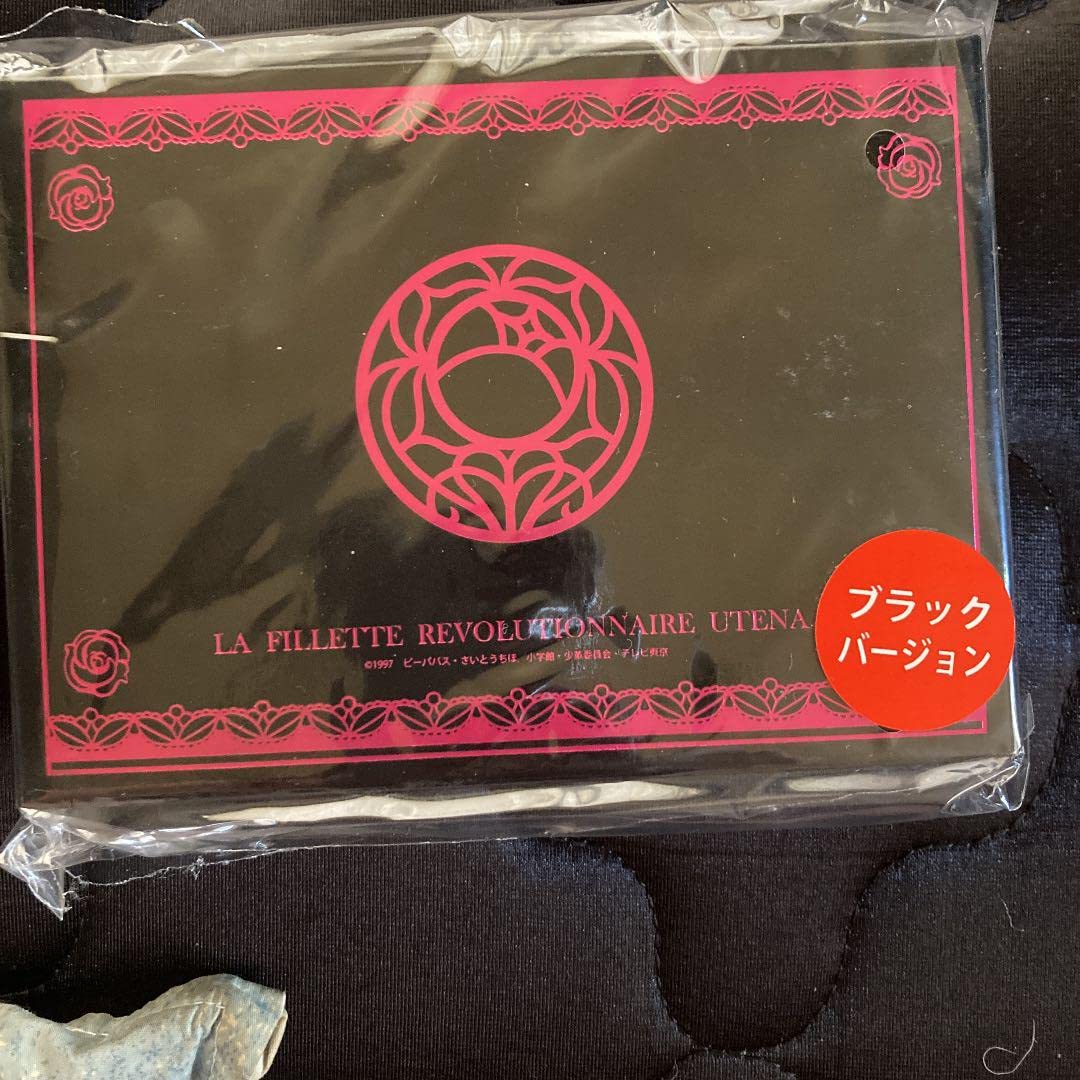 LA FILLETTE REVOLUTIONNAIRE UTENA.
©1997 ビーパパス・さいとうちほ、小学館・少革委員会・テレビ東京
ブラック
バージョン